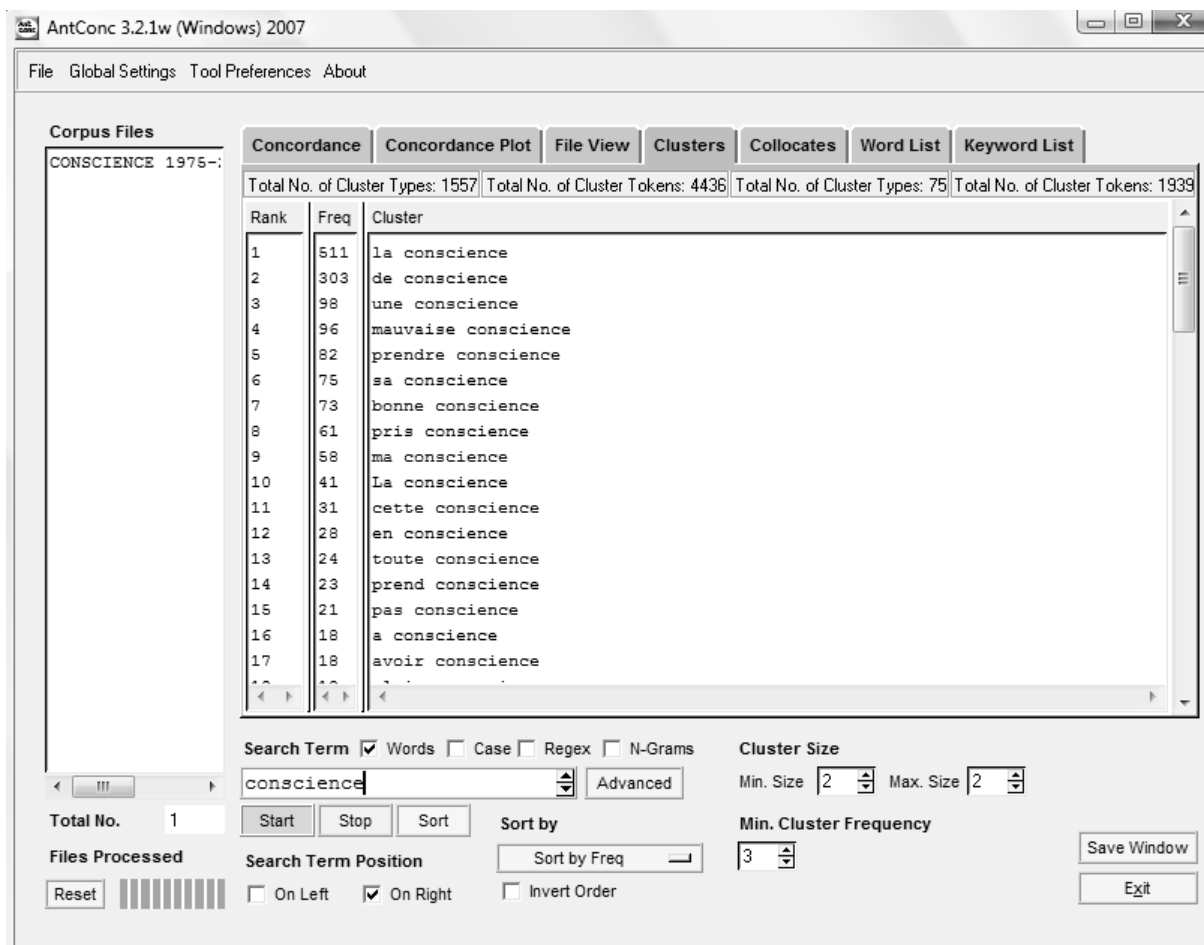 AntConc 3.2.1w (Windows) 2007
File Global Settings Tool Preferences About
Corpus Files
CONSCIENCE 1975-
Concordance Concordance Plot File View Clusters Collocates Word List Keyword List
Total No. of Cluster Types: 1557 Total No. of Cluster Tokens: 4436 Total No. of Cluster Types: 75 Total No. of Cluster Tokens: 1939
Rank Freq Cluster
1 511 la conscience
2 303 de conscience
3 98 une conscience
4 96 mauvaise conscience
5 82 prendre conscience
6 75 sa conscience
7 73 bonne conscience
8 61 pris conscience
9 58 ma conscience
10 41 La conscience
11 31 cette conscience
12 28 en conscience
13 24 toute conscience
14 23 prend conscience
15 21 pas conscience
16 18 a conscience
17 18 avoir conscience
Search Term Words Case Regex N-Grams Cluster Size
conscience Advanced Min. Size 2 Max. Size 2
Total No. 1 Start Stop Sort Sort by Min. Cluster Frequency
Files Processed Search Term Position Sort by Freq 3 Save Window
Reset On Left On Right Invert Order Exit